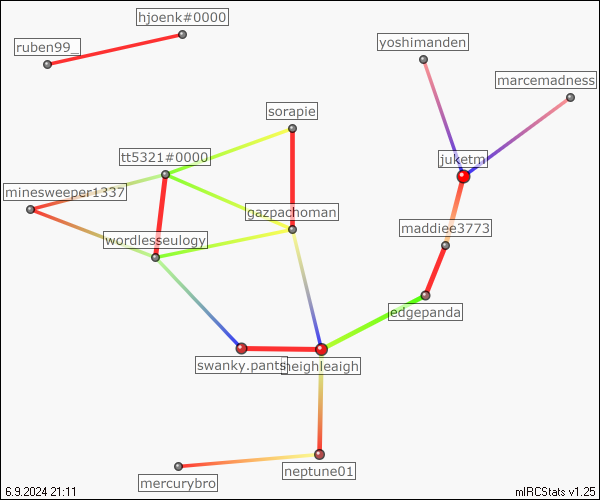 hjoenk#0000
ruben99_
yoshimanden
marcemadness
sorapie
tt5321#0000
juketm
minesweeper1337
gazpachoman
maddiee3773
wordlesseulogy
edgepanda
swanky.pants
heighleaigh
neptune01
mercurybro
6.9.2024 21:11
mIRCStats v1.25